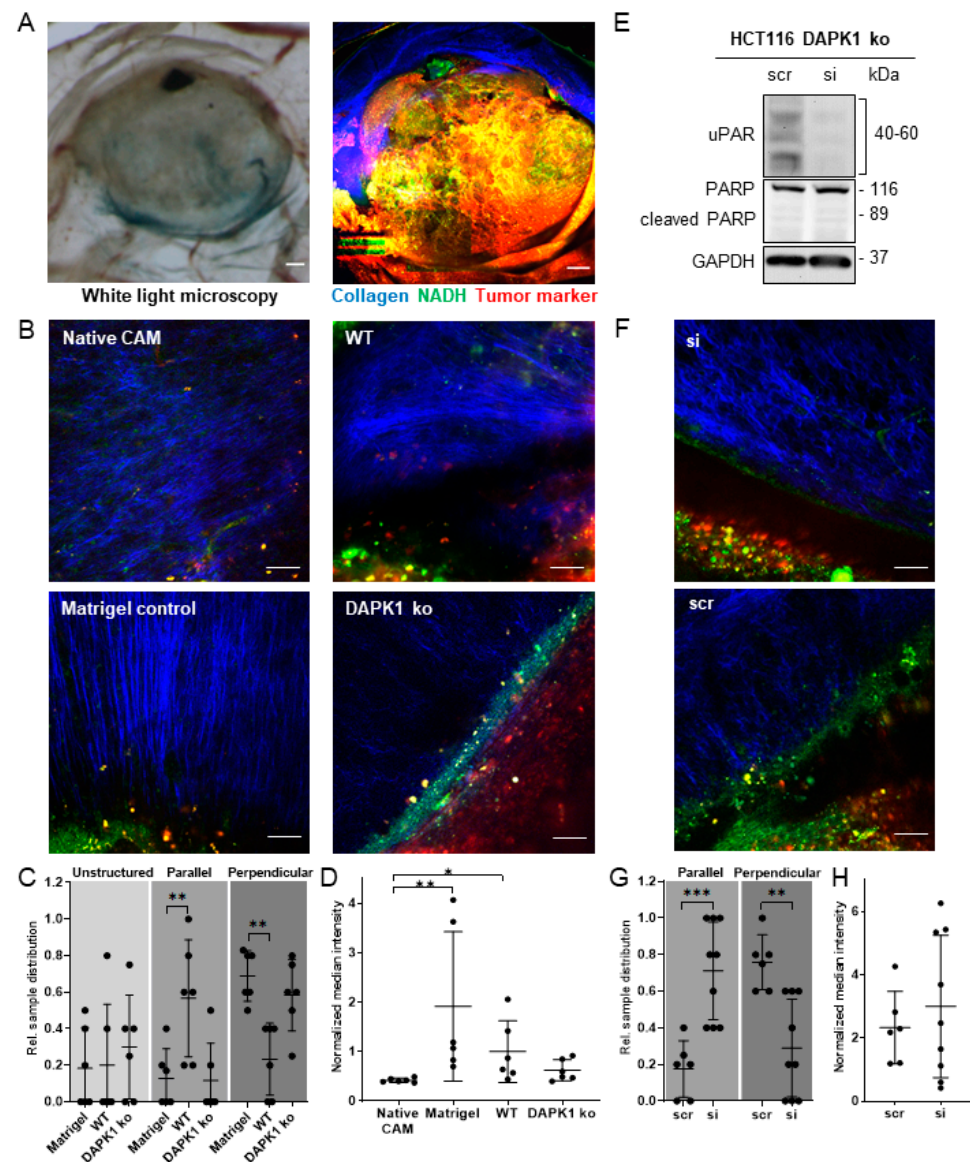 A
White light microscopy
Collagen NADH Tumor marker
E
HCT116 DAPK1 ko
scr si kDa
uPAR
40-60
PARP
- 116
cleaved PARP
- 89
GAPDH
- 37
B
Native CAM
WT
Matrigel control
DAPK1 ko
F
si
scr
C
Unstructured Parallel Perpendicular
Rel. sample distribution
1.2
1.0
0.8
0.6
0.4
0.2
0.0
**
**
Matrigel
WT
DAPK1 ko
Matrigel
WT
DAPK1 ko
Matrigel
WT
DAPK1 ko
D
Normalized median intensity
4
3
2
1
0
*
**
Native CAM
Matrigel
WT
DAPK1 ko
G
Parallel Perpendicular
Rel. sample distribution
1.2
1.0
0.8
0.6
0.4
0.2
0.0
***
**
scr si scr si
H
Normalized median intensity
6
4
2
0
scr si